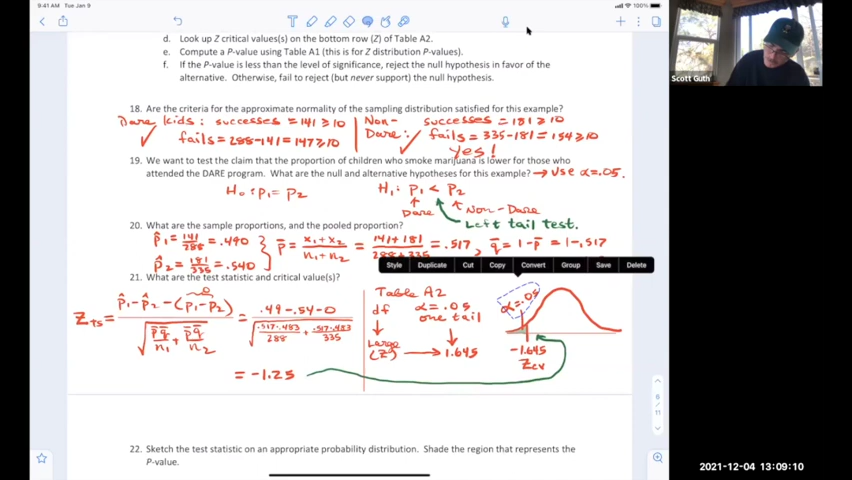 9:41 AM Tue Jan 9
100%
d. Look up Z critical values(s) on the bottom row (Z) of Table A2.
e. Compute a P-value using Table A1 (this is for Z distribution P-values).
f. If the P-value is less than the level of significance, reject the null hypothesis in favor of the
alternative. Otherwise, fail to reject (but never support) the null hypothesis.
Scott Guth
18. Are the criteria for the approximate normality of the sampling distribution satisfied for this example?
Dare kids: successes = 141 ≥ 10
✓ fails = 288-141 = 147 ≥ 10
Non-Dare: ✓ successes = 181 ≥ 10
fails = 335-181 = 154 ≥ 10
Yes!
19. We want to test the claim that the proportion of children who smoke marijuana is lower for those who
attended the DARE program. What are the null and alternative hypotheses for this example? → Use α=.05.
H₀: p₁ = p₂ H₁: p₁ < p₂
Dare Non-Dare
Left tail test.
20. What are the sample proportions, and the pooled proportion?
p̂₁ = 141/288 = .490
p̂₂ = 181/335 = .540
p̄ = (x₁+x₂)/(n₁+n₂) = (141+181)/(288+335) = .517, q̄ = 1-p̄ = 1-.517
Style Duplicate Cut Copy Convert Group Save Delete
21. What are the test statistic and critical value(s)?
Z_TS = (p̂₁-p̂₂-(p₁-p₂))/√(p̄q̄/n₁ + p̄q̄/n₂) = (.49-.54-0)/√(.517·.483/288 + .517·.483/335)
0
= -1.25
Table A2
df α=.05
one tail
Large
(Z) → 1.645
α=.05
-1.645
Z_CV
8
11
22. Sketch the test statistic on an appropriate probability distribution. Shade the region that represents the
P-value.
2021-12-04 13:09:10